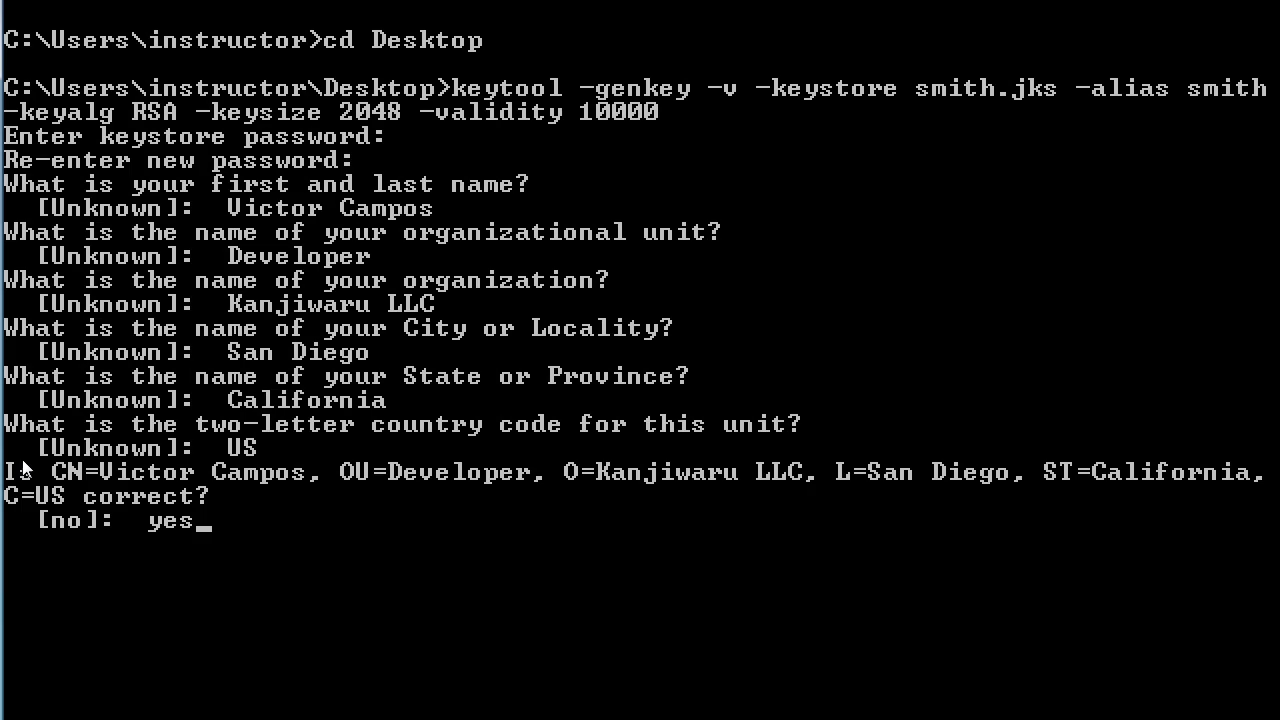 C:\Users\instructor>cd Desktop
C:\Users\instructor\Desktop>keytool -genkey -v -keystore smith.jks -alias smith
-keyalg RSA -keysize 2048 -validity 10000
Enter keystore password:
Re-enter new password:
What is your first and last name?
  [Unknown]:  Victor Campos
What is the name of your organizational unit?
  [Unknown]:  Developer
What is the name of your organization?
  [Unknown]:  Kanjiwaru LLC
What is the name of your City or Locality?
  [Unknown]:  San Diego
What is the name of your State or Province?
  [Unknown]:  California
What is the two-letter country code for this unit?
  [Unknown]:  US
Is CN=Victor Campos, OU=Developer, O=Kanjiwaru LLC, L=San Diego, ST=California,
C=US correct?
  [no]:  yes_